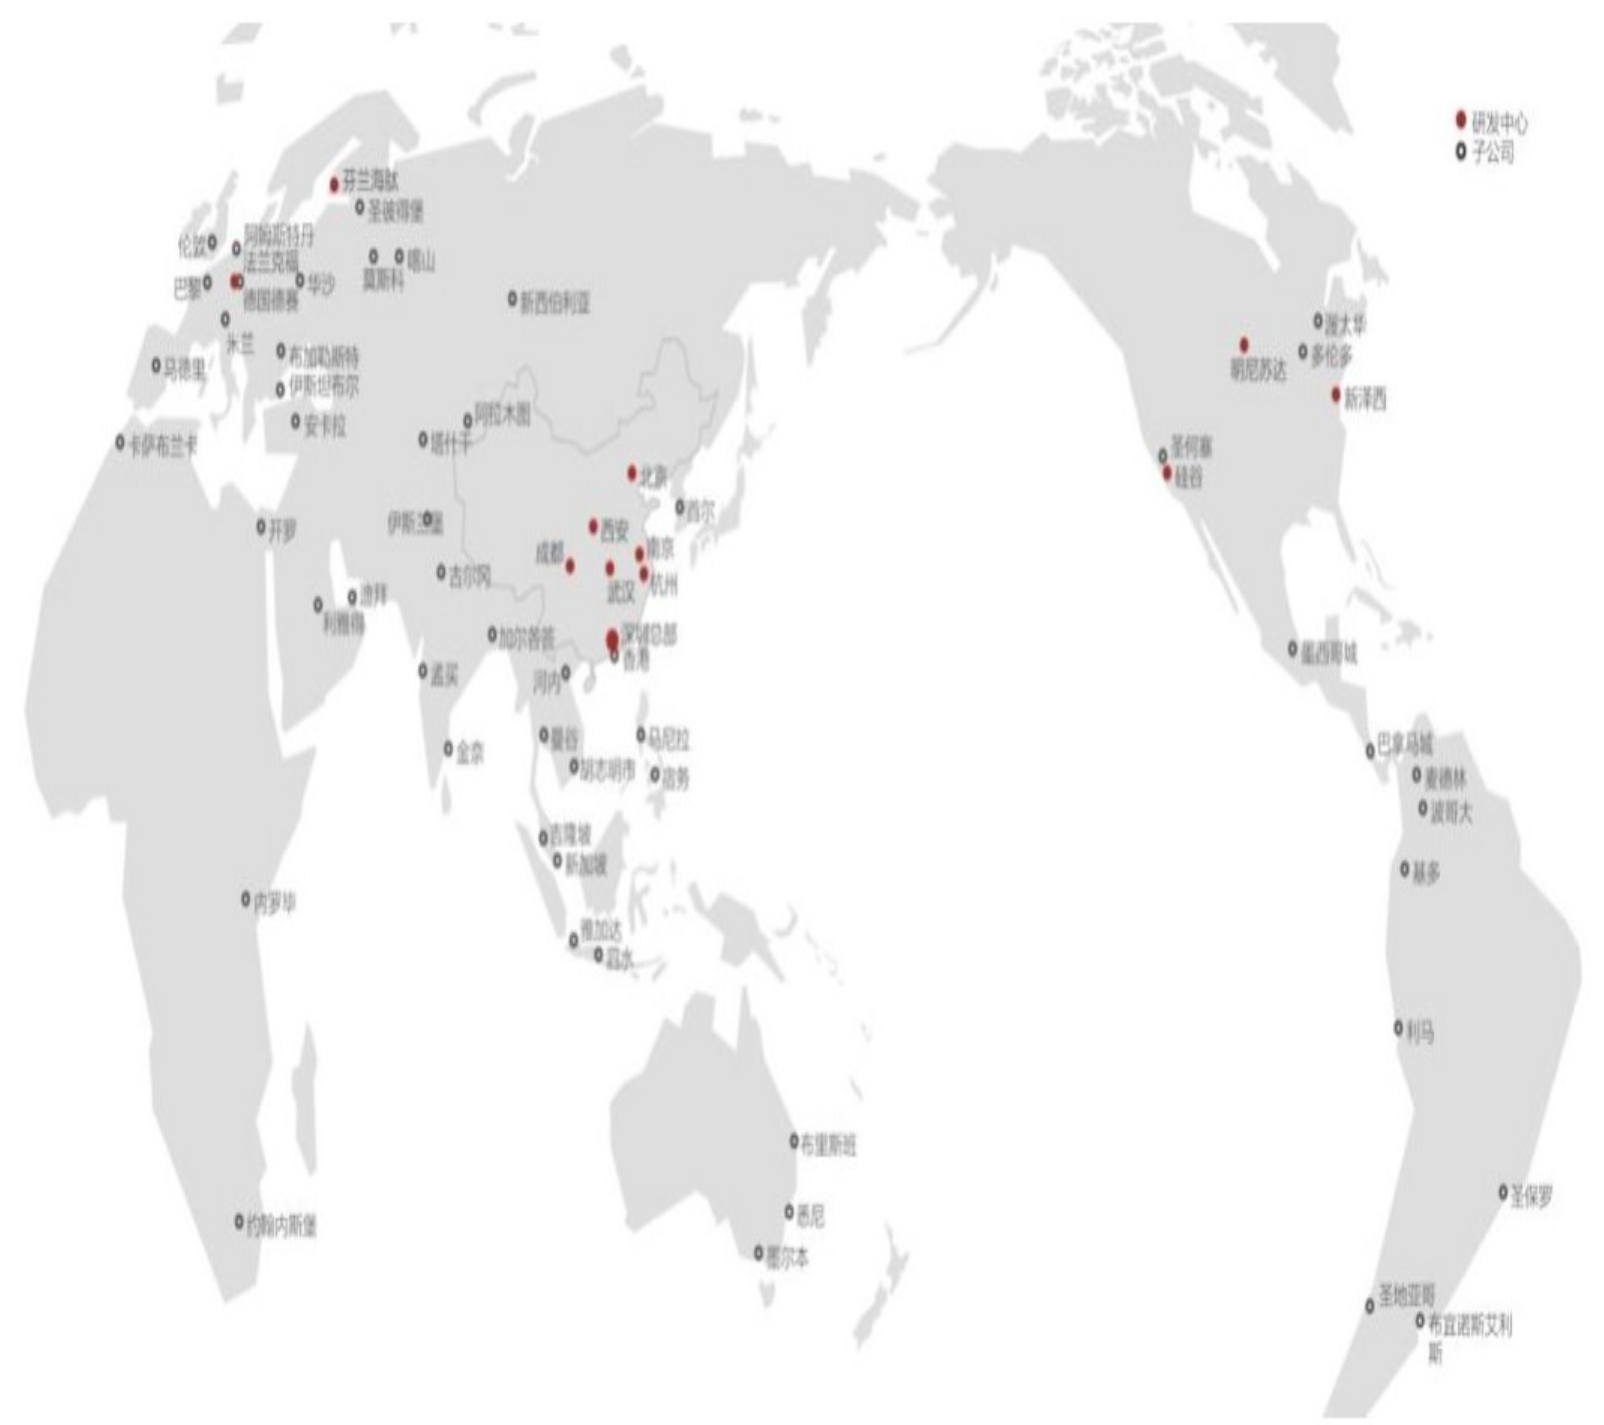 研发中心
子公司
芬兰海肽
圣彼得堡
伦敦
阿姆斯特丹
法兰克福
喀山
巴黎
德国德赛
华沙
莫斯科
新西伯利亚
米兰
马德里
布加勒斯特
伊斯坦布尔
安卡拉
卡萨布兰卡
塔什干
阿拉木图
开罗
伊斯兰堡
吉尔冈
迪拜
利雅得
加尔各答
孟买
金奈
北京
西安
成都
武汉
南京
杭州
深圳总部
香港
首尔
河内
曼谷
胡志明市
马尼拉
宿务
吉隆坡
新加坡
雅加达
泗水
内罗毕
约翰内斯堡
布里斯班
悉尼
墨尔本
渥太华
多伦多
明尼苏达
新泽西
圣何塞
硅谷
墨西哥城
巴拿马城
麦德林
波哥大
基多
利马
圣保罗
圣地亚哥
布宜诺斯艾利
斯